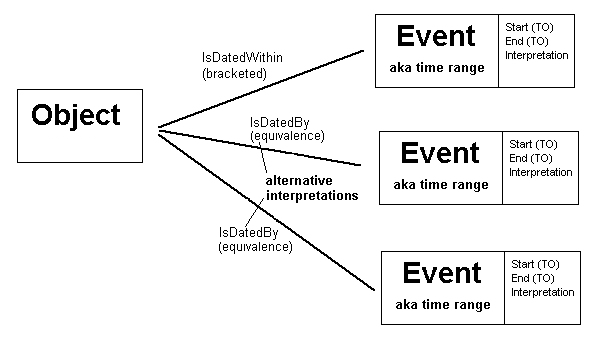 Object
IsDatedWithin
(bracketed)
Event
aka time range
Start (TO)
End (TO)
Interpretation
IsDatedBy
(equivalence)
Event
aka time range
Start (TO)
End (TO)
Interpretation
alternative
interpretations
IsDatedBy
(equivalence)
Event
aka time range
Start (TO)
End (TO)
Interpretation